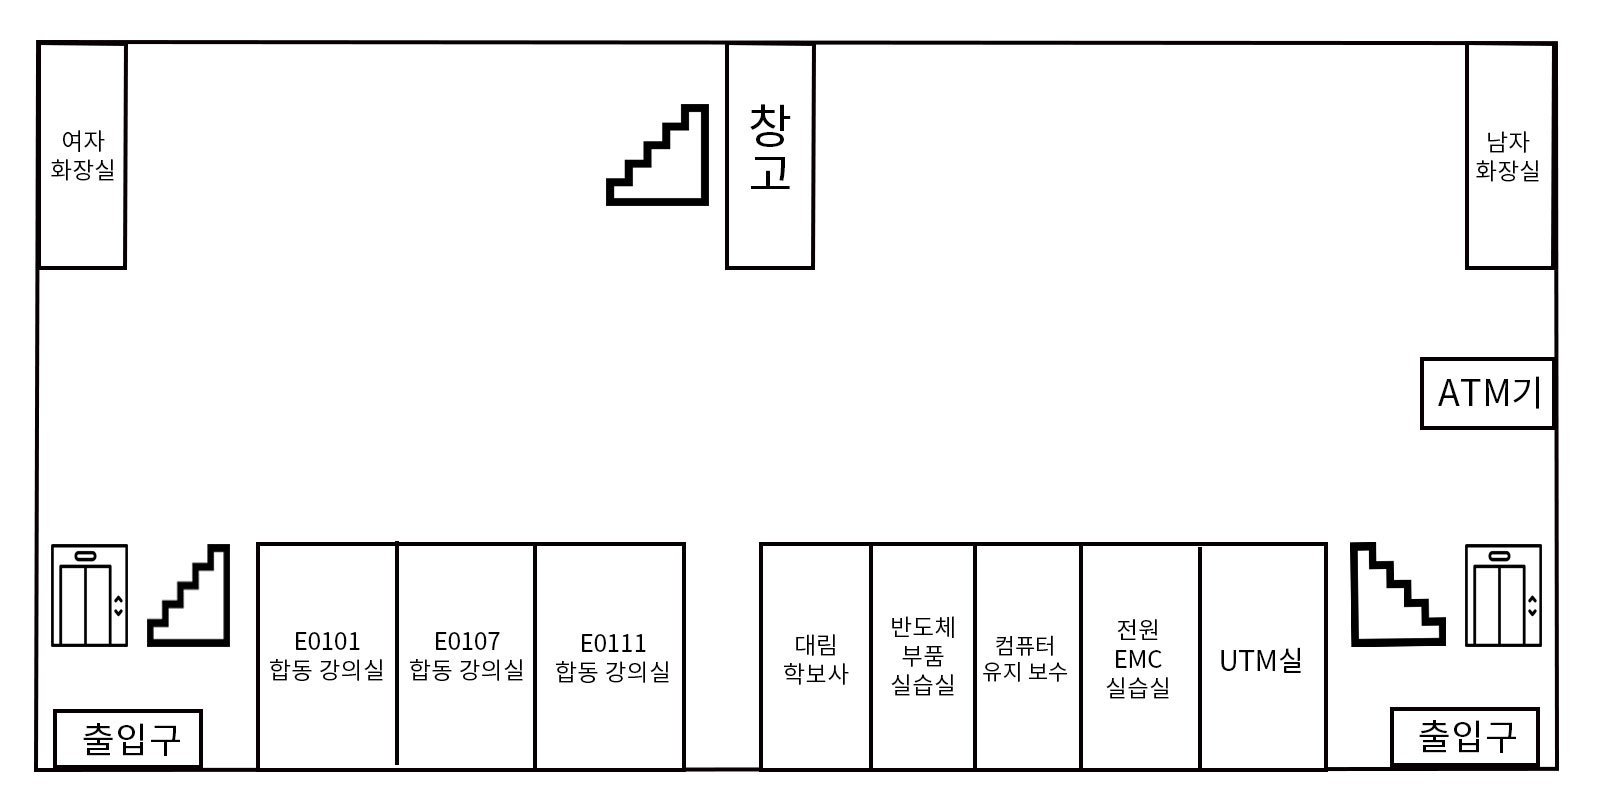 여자
화장실
창
고
남자
화장실
ATM기
E0101
합동 강의실
E0107
합동 강의실
E0111
합동 강의실
대림
학보사
반도체
부품
실습실
컴퓨터
유지 보수
전원
EMC
실습실
UTM실
출입구
출입구